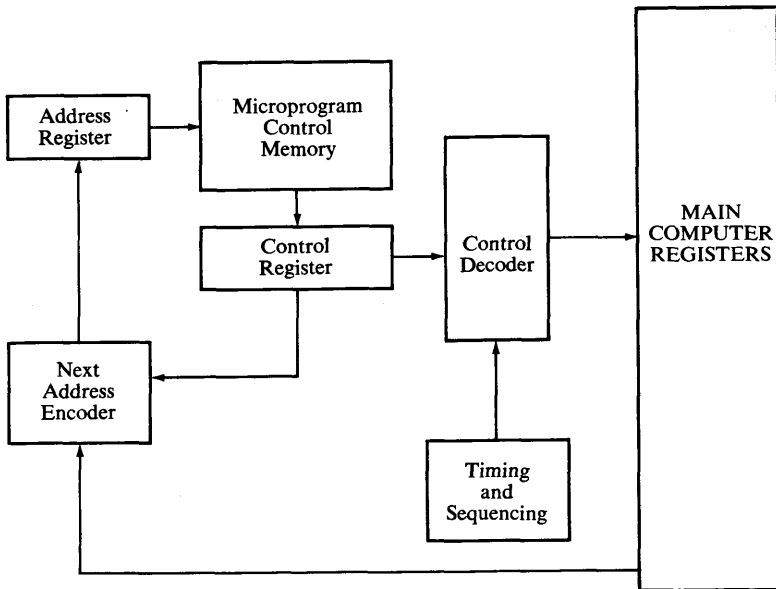 Address
Register
Microprogram
Control
Memory
Control
Register
Control
Decoder
MAIN
COMPUTER
REGISTERS
Next
Address
Encoder
Timing
and
Sequencing